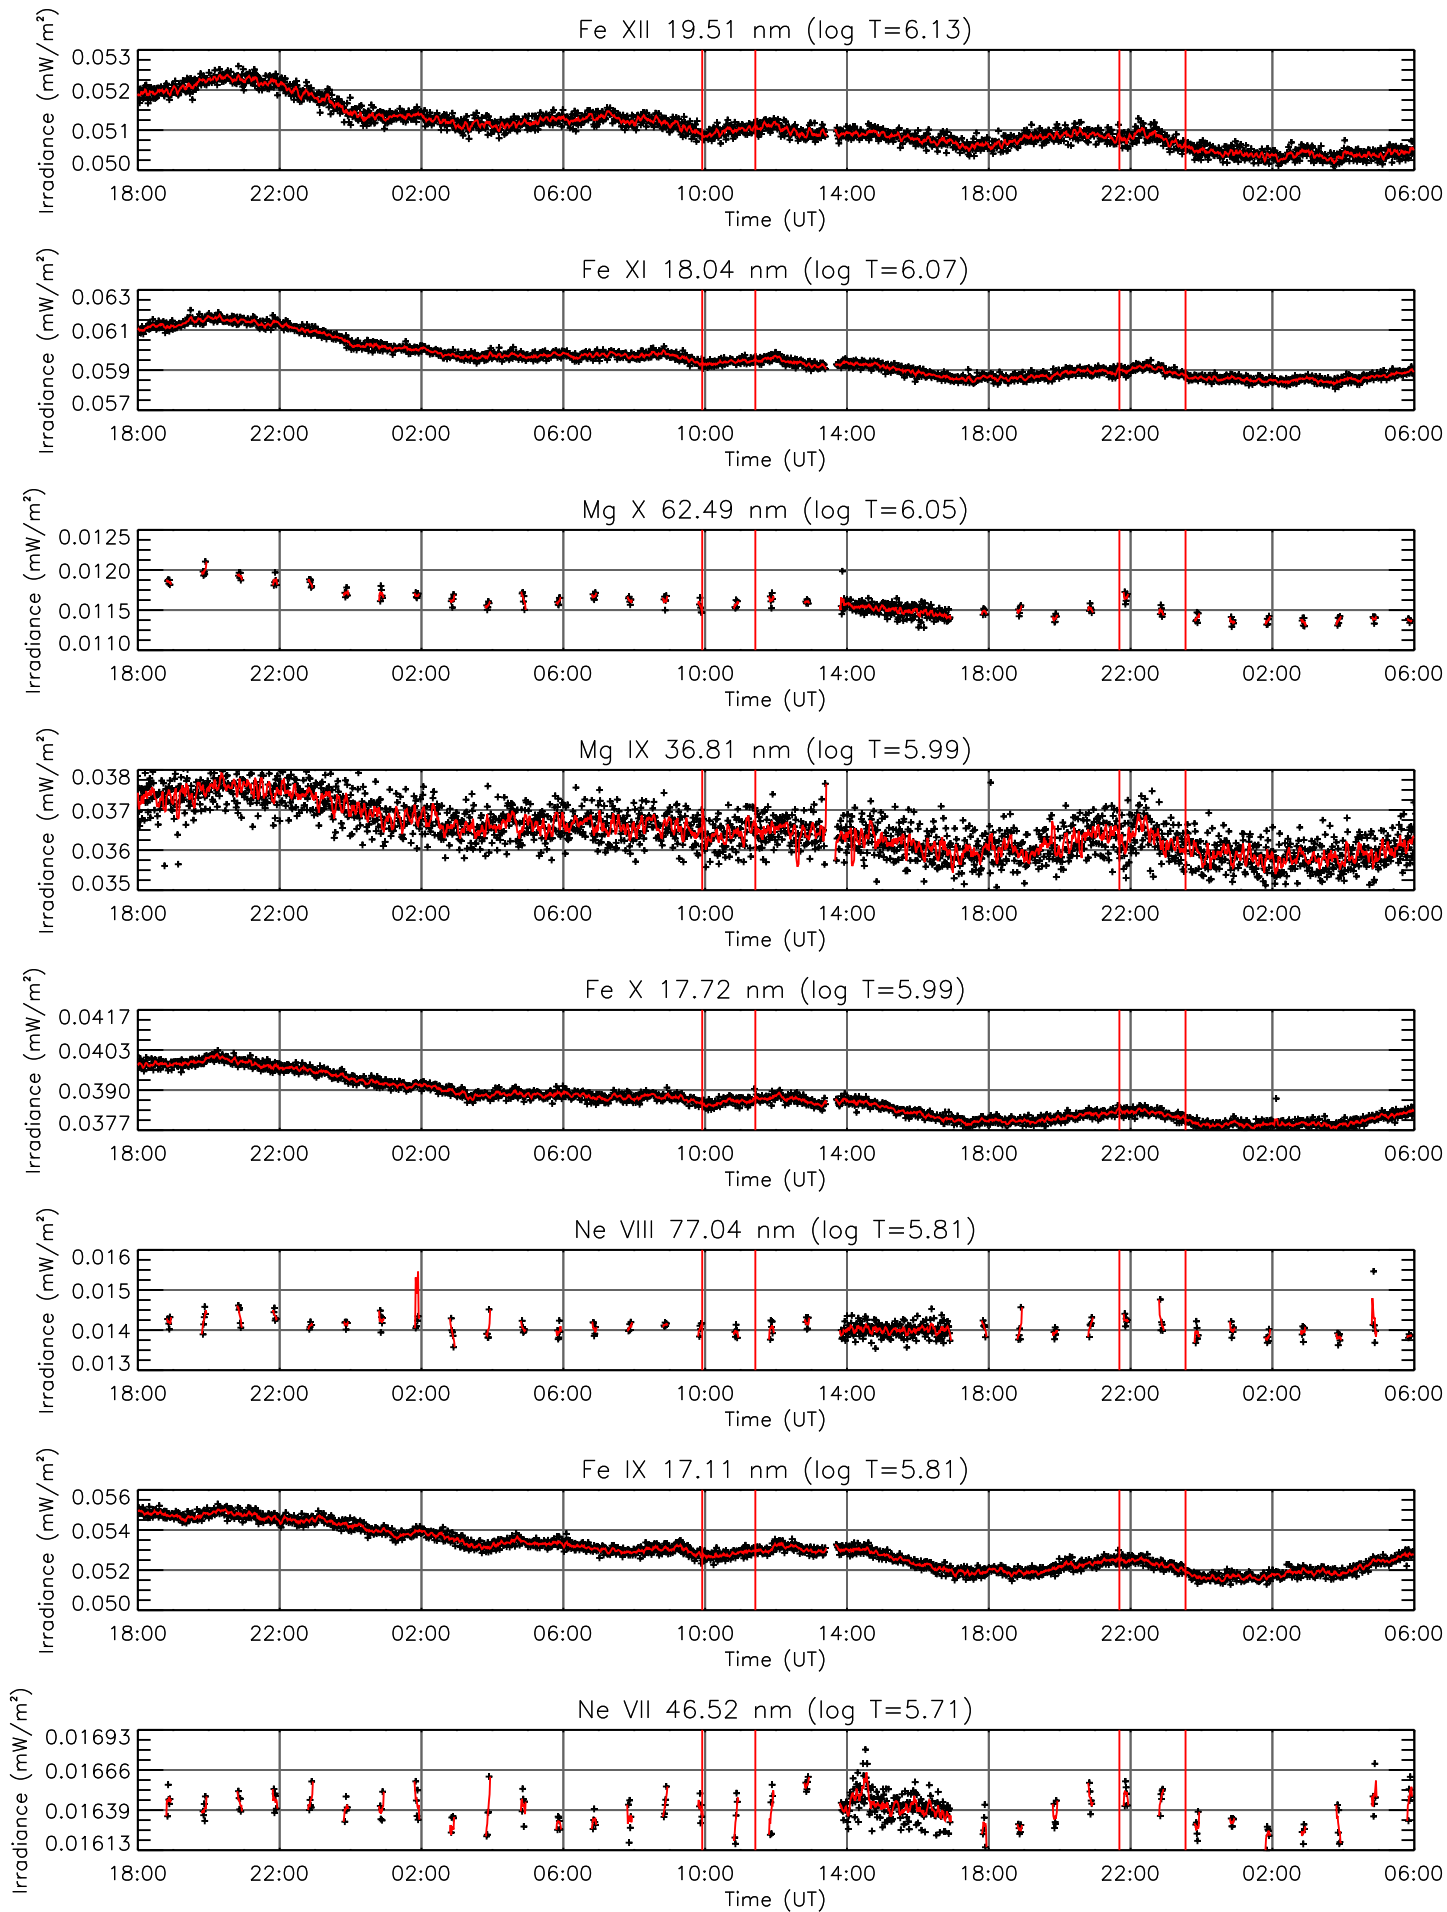 Fe XII 19.51 nm (log T=6.13)
Irradiance (mW/m²)
0.053
0.052
0.051
0.050
18:00 22:00 02:00 06:00 10:00 14:00 18:00 22:00 02:00 06:00
Time (UT)
Fe XI 18.04 nm (log T=6.07)
Irradiance (mW/m²)
0.063
0.061
0.059
0.057
18:00 22:00 02:00 06:00 10:00 14:00 18:00 22:00 02:00 06:00
Time (UT)
Mg X 62.49 nm (log T=6.05)
Irradiance (mW/m²)
0.0125
0.0120
0.0115
0.0110
18:00 22:00 02:00 06:00 10:00 14:00 18:00 22:00 02:00 06:00
Time (UT)
Mg IX 36.81 nm (log T=5.99)
Irradiance (mW/m²)
0.038
0.037
0.036
0.035
18:00 22:00 02:00 06:00 10:00 14:00 18:00 22:00 02:00 06:00
Time (UT)
Fe X 17.72 nm (log T=5.99)
Irradiance (mW/m²)
0.0417
0.0403
0.0390
0.0377
18:00 22:00 02:00 06:00 10:00 14:00 18:00 22:00 02:00 06:00
Time (UT)
Ne VIII 77.04 nm (log T=5.81)
Irradiance (mW/m²)
0.016
0.015
0.014
0.013
18:00 22:00 02:00 06:00 10:00 14:00 18:00 22:00 02:00 06:00
Time (UT)
Fe IX 17.11 nm (log T=5.81)
Irradiance (mW/m²)
0.056
0.054
0.052
0.050
18:00 22:00 02:00 06:00 10:00 14:00 18:00 22:00 02:00 06:00
Time (UT)
Ne VII 46.52 nm (log T=5.71)
Irradiance (mW/m²)
0.01693
0.01666
0.01639
0.01613
18:00 22:00 02:00 06:00 10:00 14:00 18:00 22:00 02:00 06:00
Time (UT)